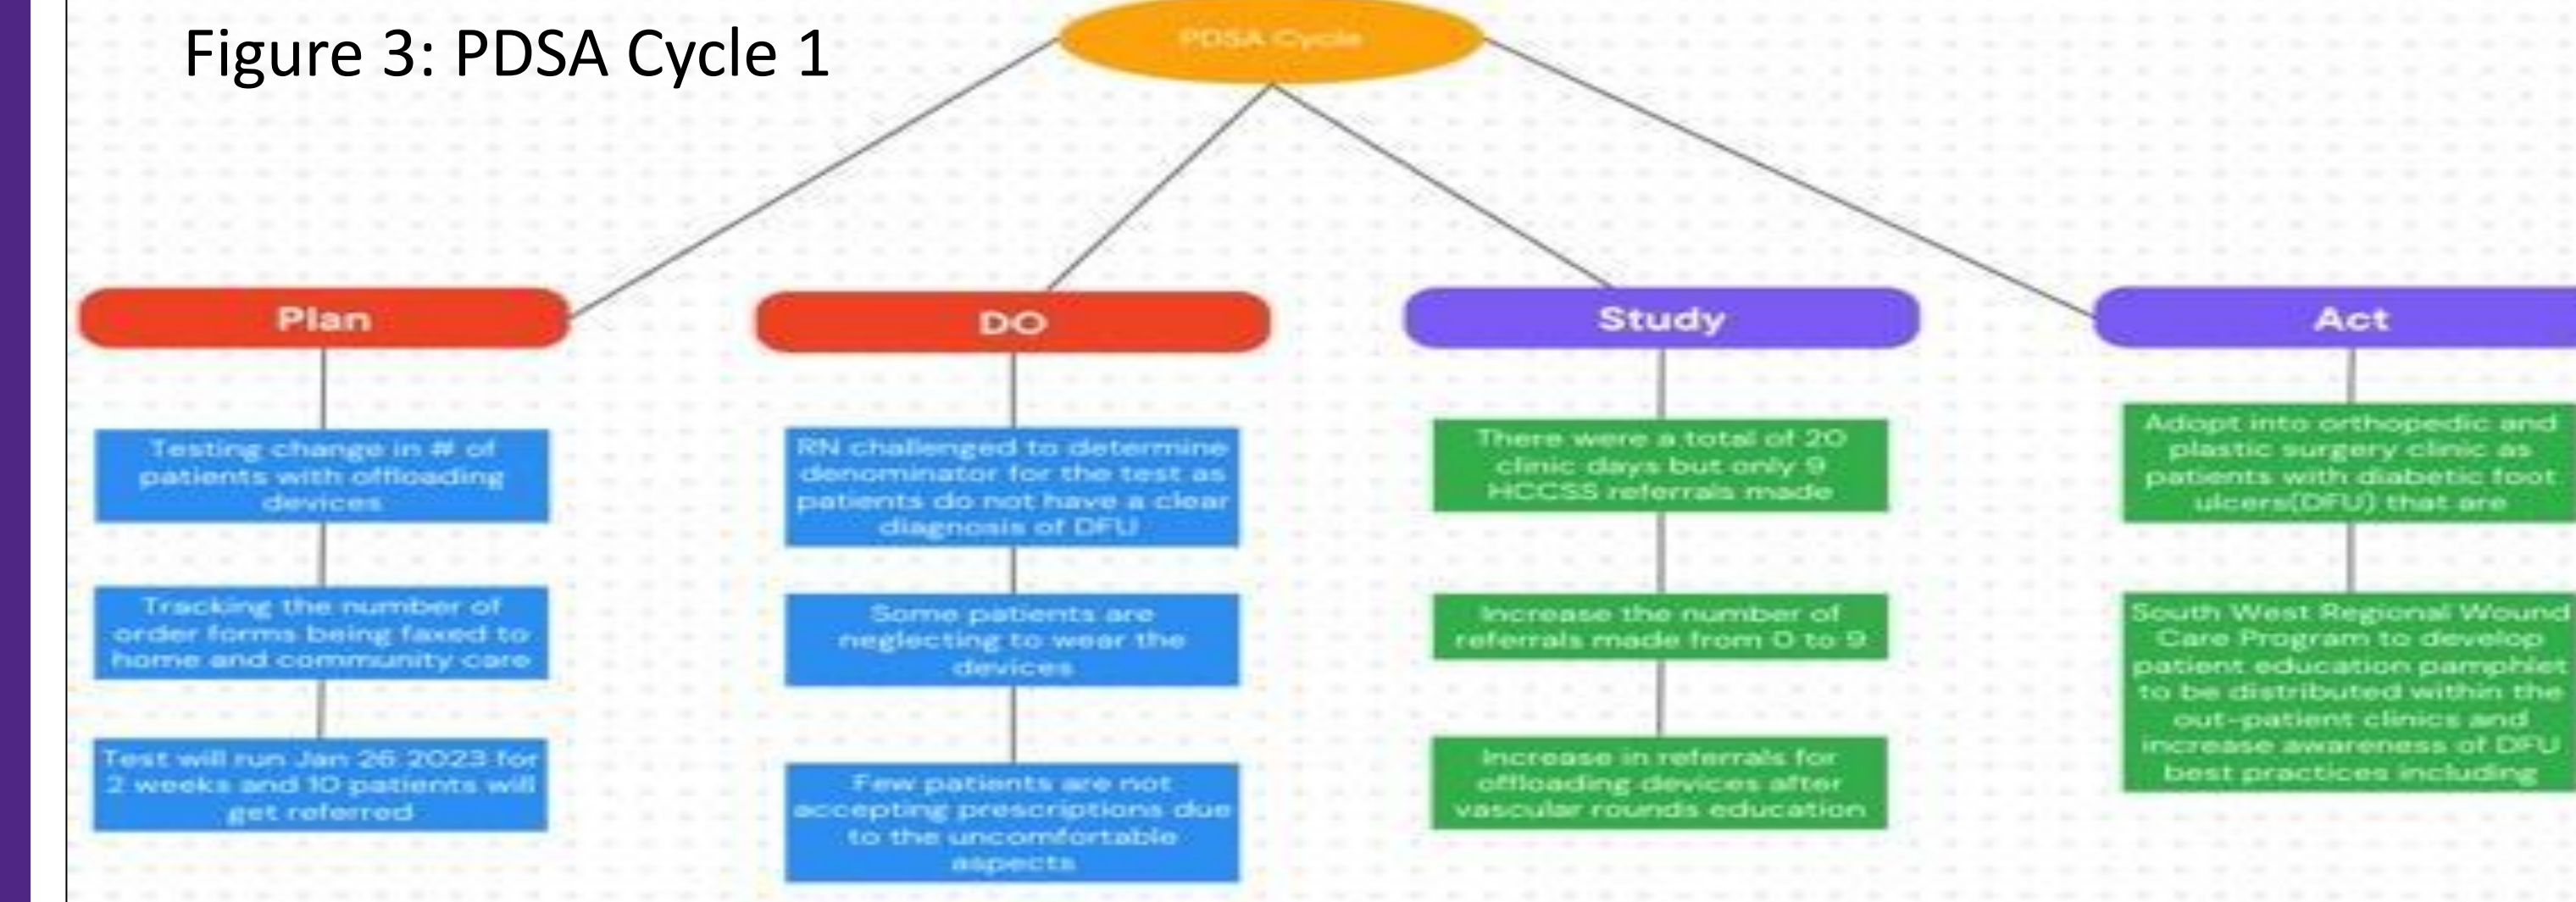 Figure 3: PDSA Cycle 1
PDSA Cycle
Plan
Testing change in # of
patients with offloading
devices
Tracking the number of
order forms being faxed to
home and community care
Test will run Jan 26 2023 for
2 weeks and 10 patients will
get referred
DO
RN challenged to determine
denominator for the test as
patients do not have a clear
diagnosis of DFU
Some patients are
neglecting to wear the
devices
Few patients are not
accepting prescriptions due
to the uncomfortable
aspects
Study
There were a total of 20
clinic days but only 9
HCCSS referrals made
Increase the number of
referrals made from 0 to 9
Increase in referrals for
offloading devices after
vascular rounds education
Act
Adopt into orthopedic and
plastic surgery clinic as
patients with diabetic foot
ulcers(DFU) that are
South West Regional Wound
Care Program to develop
patient education pamphlet
to be distributed within the
out-patient clinics and
increase awareness of DFU
best practices including